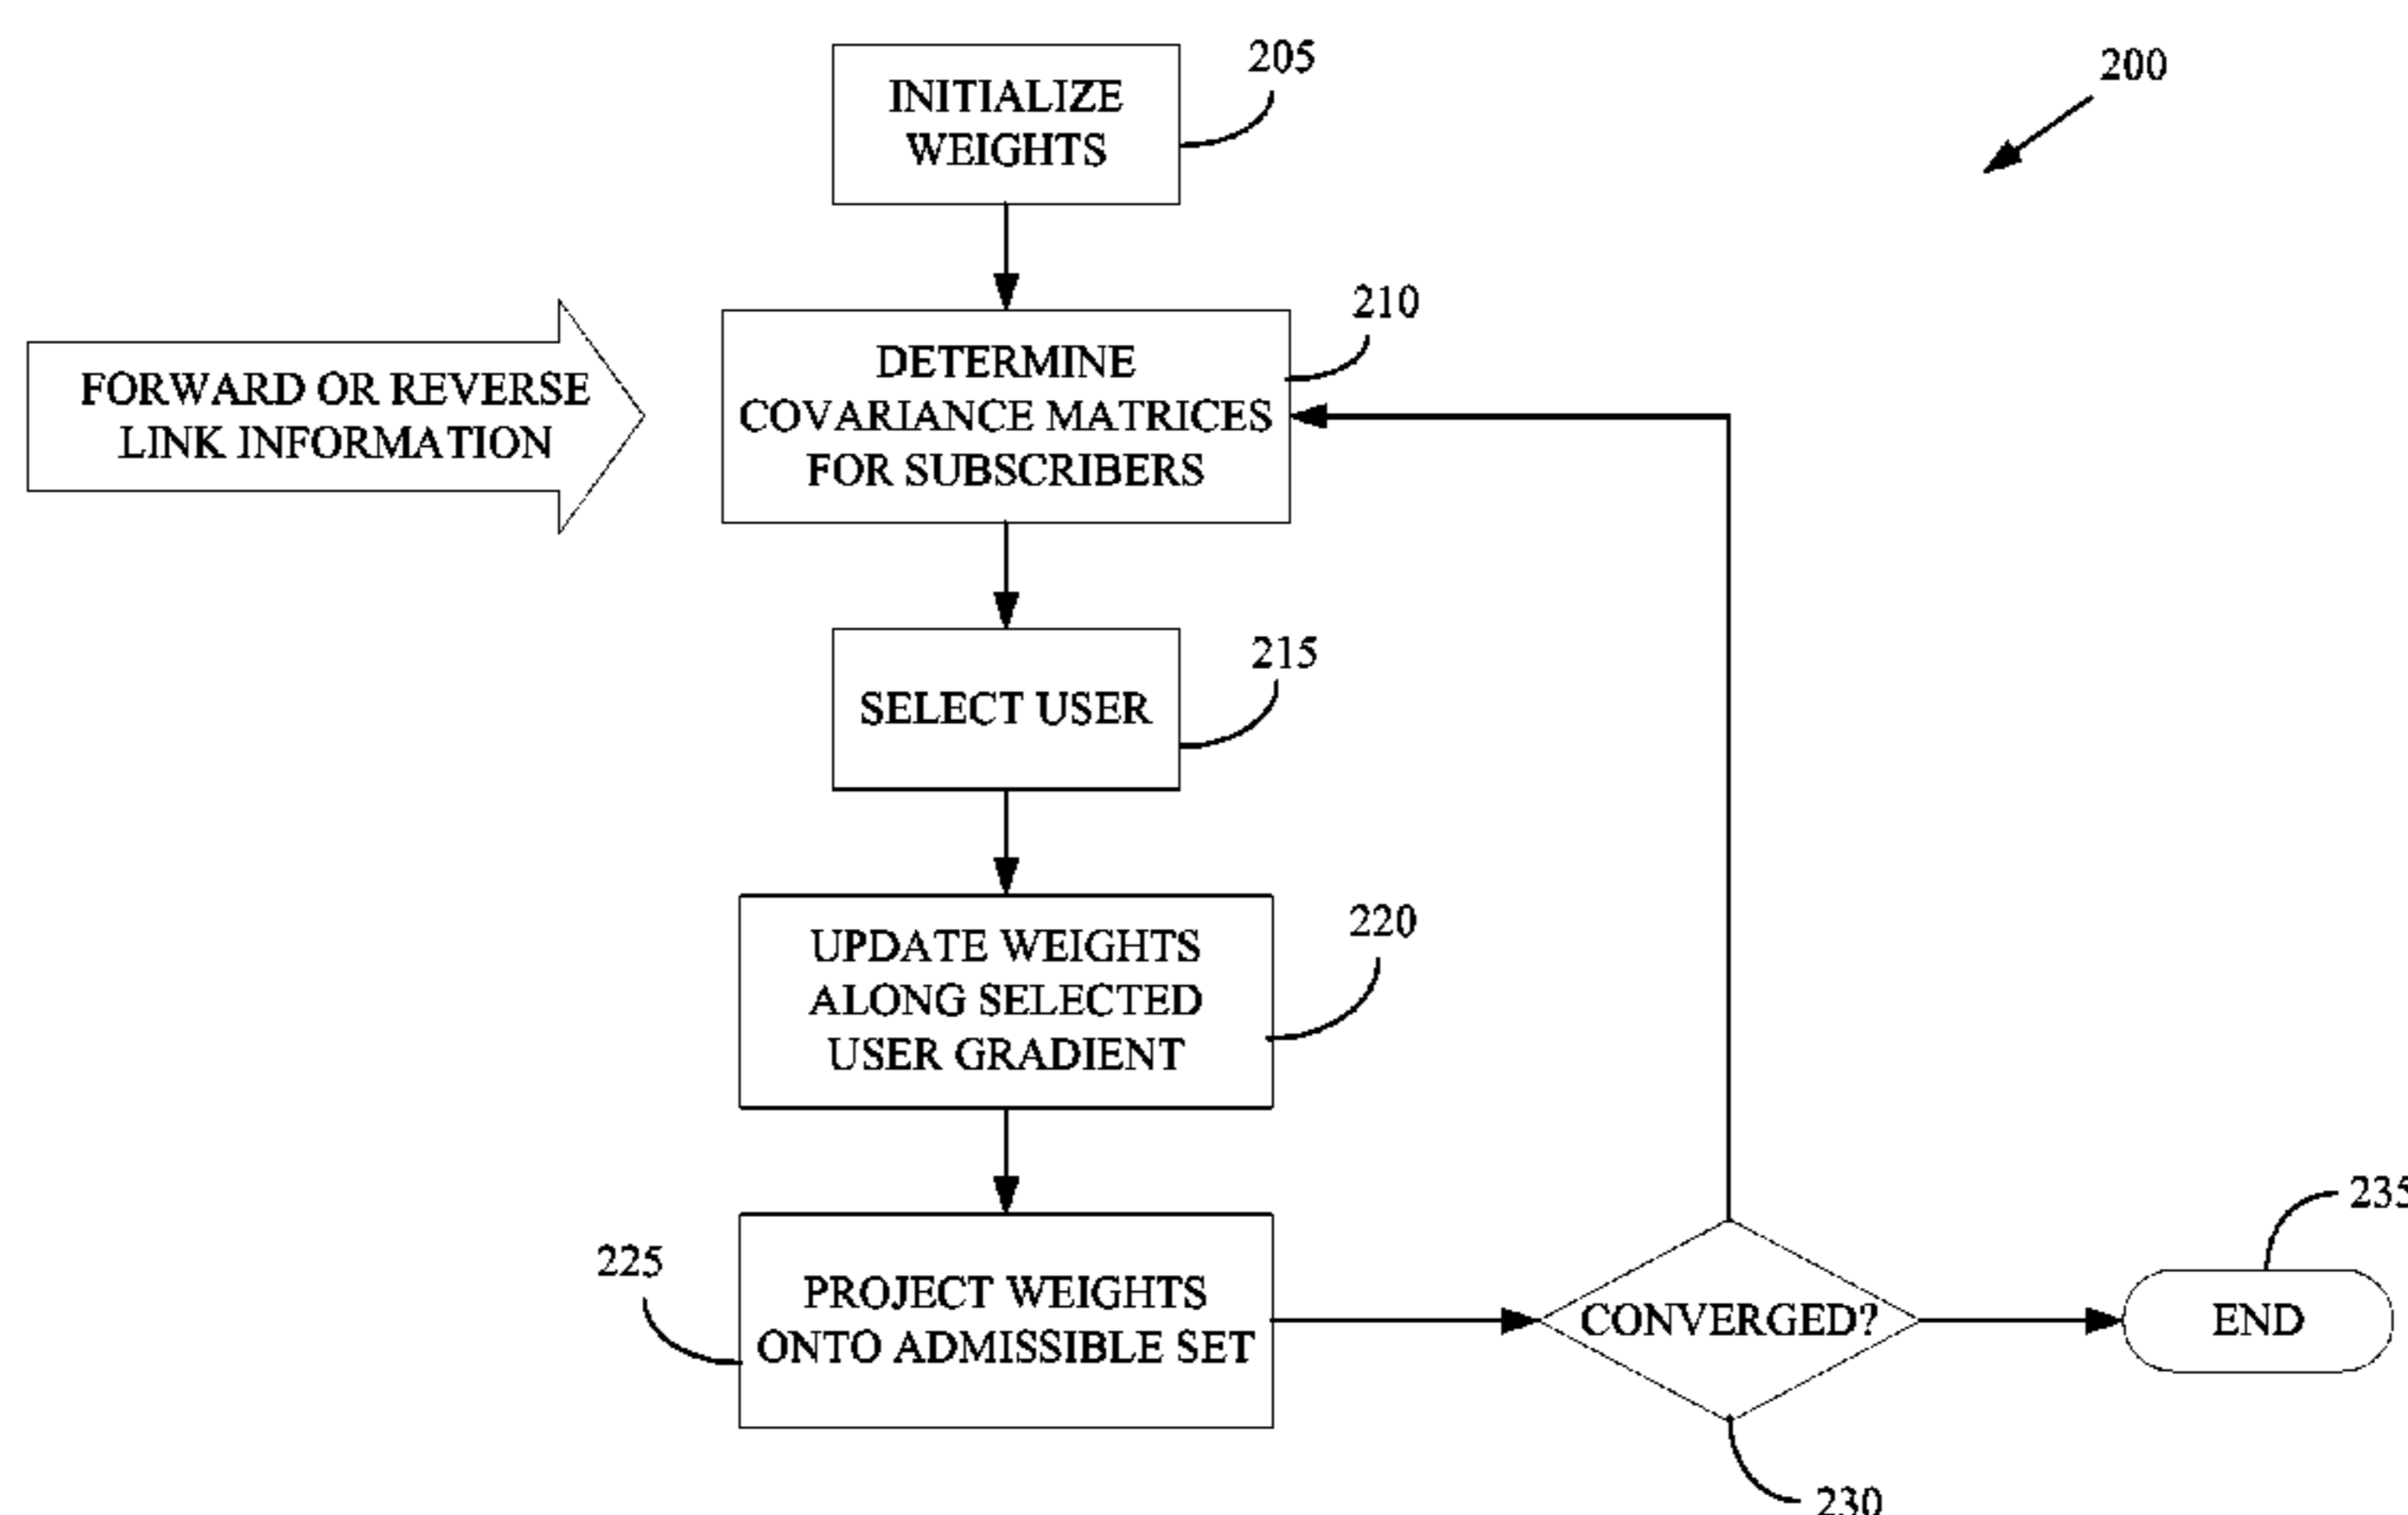 205
200
INITIALIZE
WEIGHTS
210
FORWARD OR REVERSE
LINK INFORMATION
DETERMINE
COVARIANCE MATRICES
FOR SUBSCRIBERS
215
SELECT USER
220
UPDATE WEIGHTS
ALONG SELECTED
USER GRADIENT
225
PROJECT WEIGHTS
ONTO ADMISSIBLE SET
CONVERGED?
235
END
230